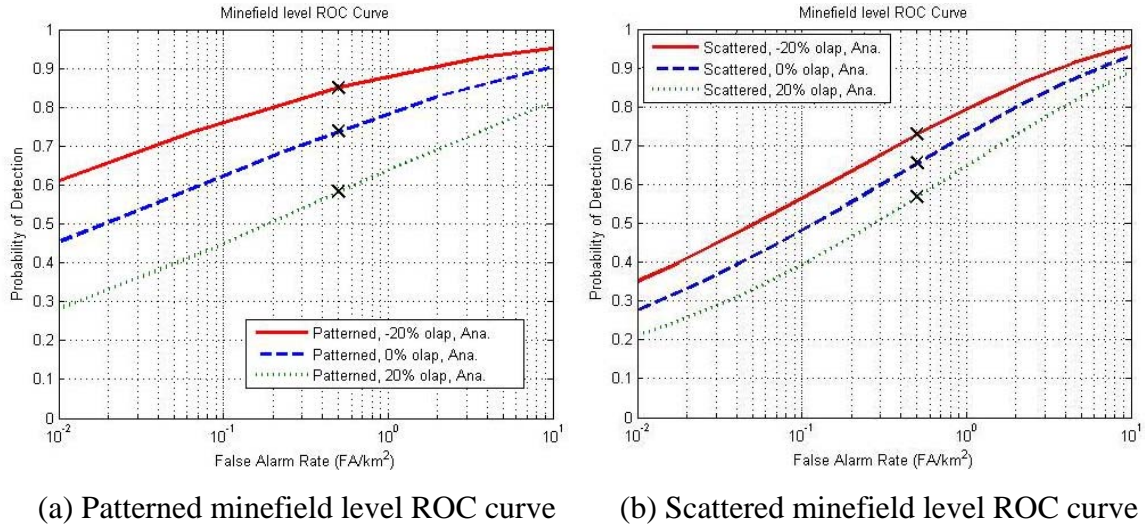 Minefield level ROC Curve
Probability of Detection
1
0.9
0.8
0.7
0.6
0.5
0.4
0.3
0.2
0.1
0
Patterned, -20% olap, Ana.
Patterned, 0% olap, Ana.
Patterned, 20% olap, Ana.
10^-2 10^-1 10^0 10^1
False Alarm Rate (FA/km^2)
(a) Patterned minefield level ROC curve
Minefield level ROC Curve
Probability of Detection
1
0.9
0.8
0.7
0.6
0.5
0.4
0.3
0.2
0.1
0
Scattered, -20% olap, Ana.
Scattered, 0% olap, Ana.
Scattered, 20% olap, Ana.
10^-2 10^-1 10^0 10^1
False Alarm Rate (FA/km^2)
(b) Scattered minefield level ROC curve